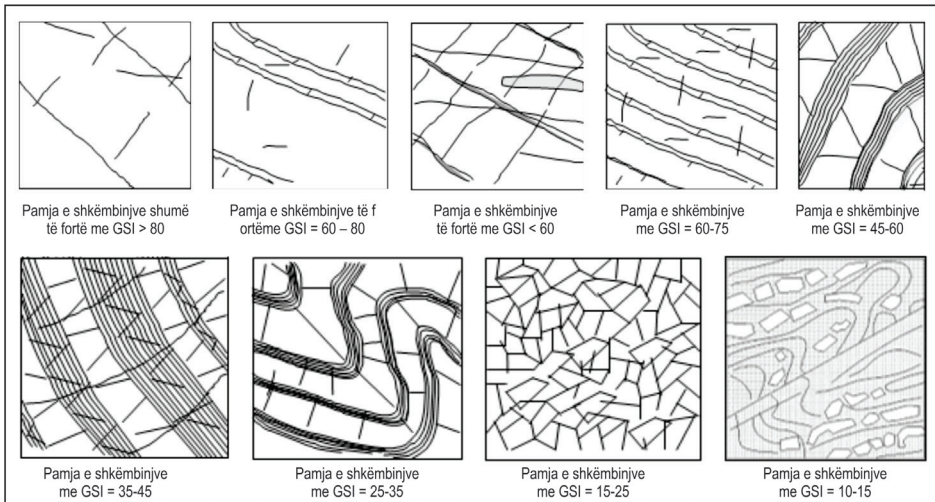 Pamja e shkëmbinjve shumë
të fortë me GSI > 80
Pamja e shkëmbinjve të f
ortëme GSI = 60 – 80
Pamja e shkëmbinjve
të fortë me GSI < 60
Pamja e shkëmbinjve
me GSI = 60-75
Pamja e shkëmbinjve
me GSI = 45-60
Pamja e shkëmbinjve
me GSI = 35-45
Pamja e shkëmbinjve
me GSI = 25-35
Pamja e shkëmbinjve
me GSI = 15-25
Pamja e shkëmbinjve
me GSI = 10-15